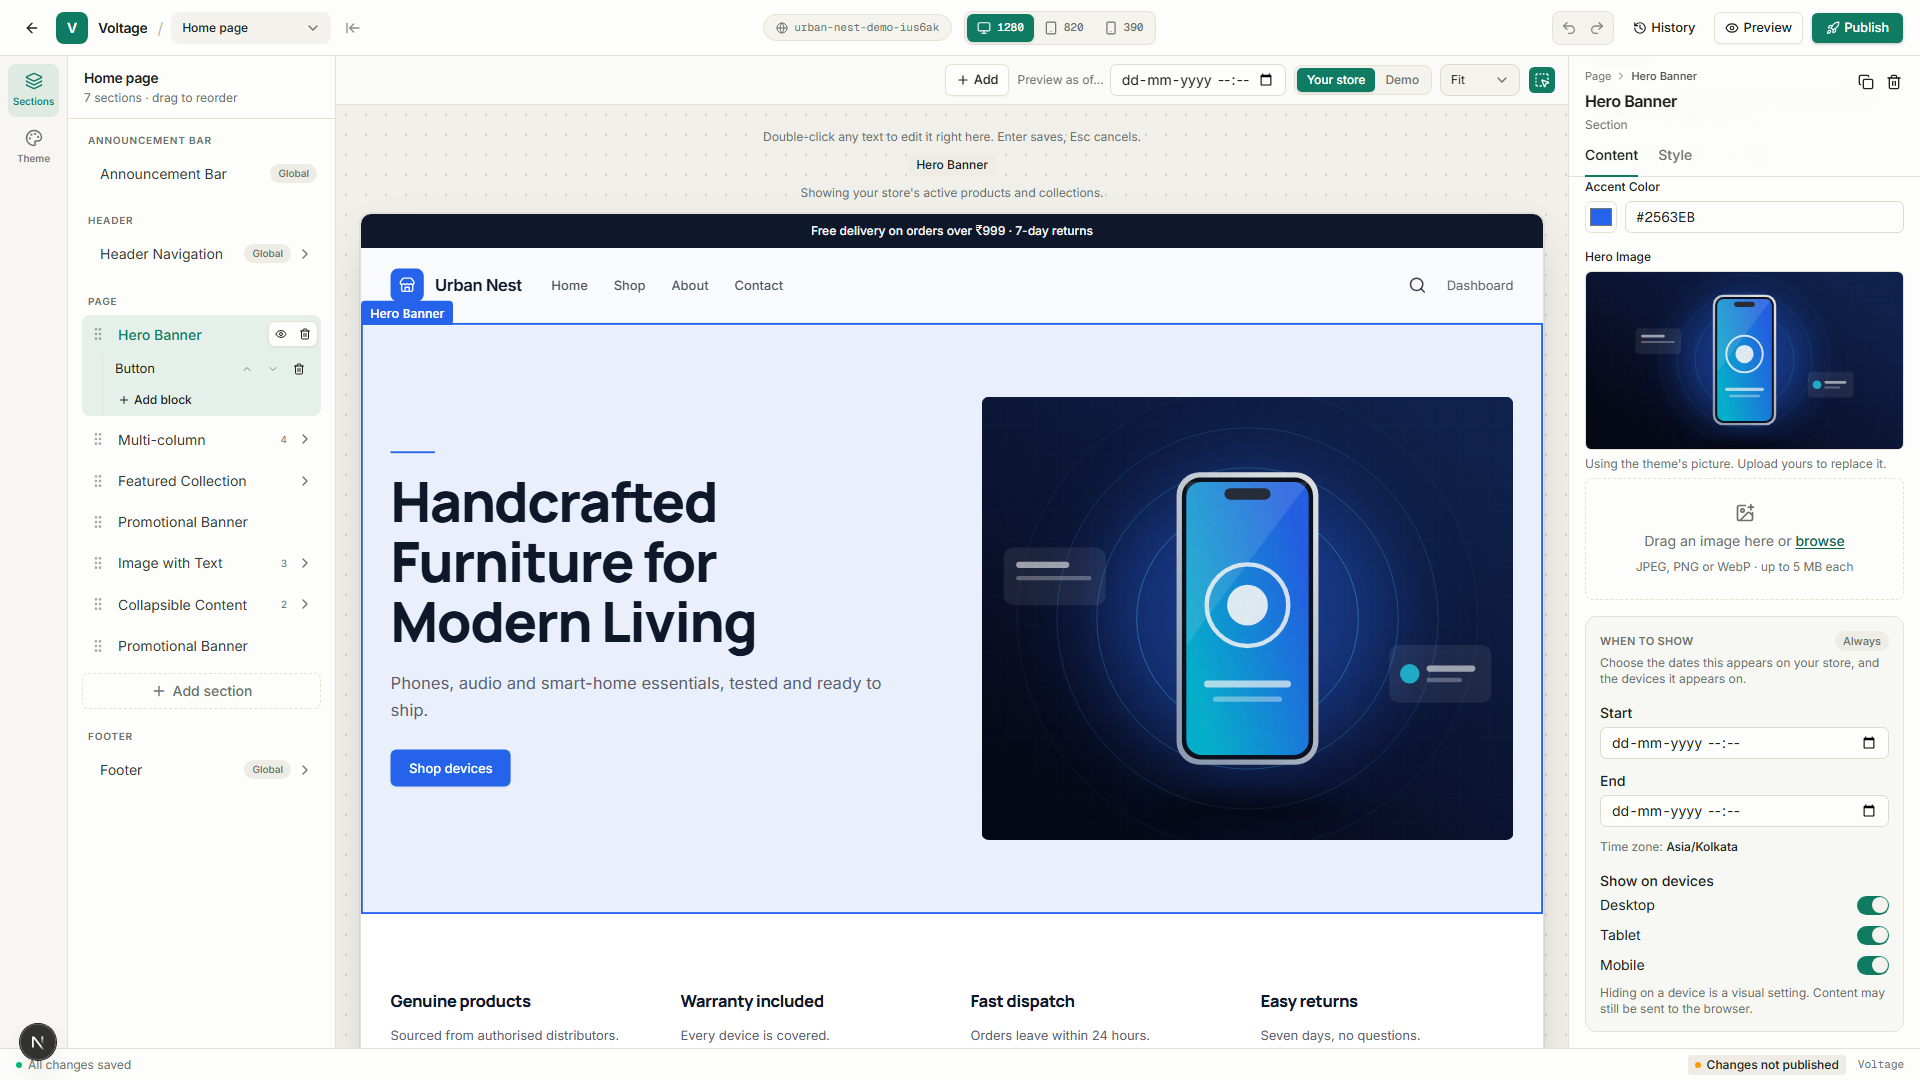 V Voltage / Home page
urban-nest-demo-ius6ak
1280 820 390
History Preview Publish
Sections
Theme
Home page
7 sections · drag to reorder
ANNOUNCEMENT BAR
Announcement Bar Global
HEADER
Header Navigation Global
PAGE
Hero Banner
Button
+ Add block
Multi-column 4
Featured Collection
Promotional Banner
Image with Text 3
Collapsible Content 2
Promotional Banner
+ Add section
FOOTER
Footer Global
+ Add Preview as of... dd-mm-yyyy --:-- Your store Demo Fit
Double-click any text to edit it right here. Enter saves, Esc cancels.
Hero Banner
Showing your store's active products and collections.
Free delivery on orders over ₹999 · 7-day returns
Urban Nest Home Shop About Contact Dashboard
Hero Banner
Handcrafted
Furniture for
Modern Living
Phones, audio and smart-home essentials, tested and ready to
ship.
Shop devices
Genuine products Warranty included Fast dispatch Easy returns
Sourced from authorised distributors. Every device is covered. Orders leave within 24 hours. Seven days, no questions.
Page > Hero Banner
Hero Banner
Section
Content Style
Accent Color
#2563EB
Hero Image
Using the theme's picture. Upload yours to replace it.
Drag an image here or browse
JPEG, PNG or WebP · up to 5 MB each
WHEN TO SHOW Always
Choose the dates this appears on your store, and
the devices it appears on.
Start
dd-mm-yyyy --:--
End
dd-mm-yyyy --:--
Time zone: Asia/Kolkata
Show on devices
Desktop
Tablet
Mobile
Hiding on a device is a visual setting. Content may
still be sent to the browser.
N
All changes saved
Changes not published Voltage